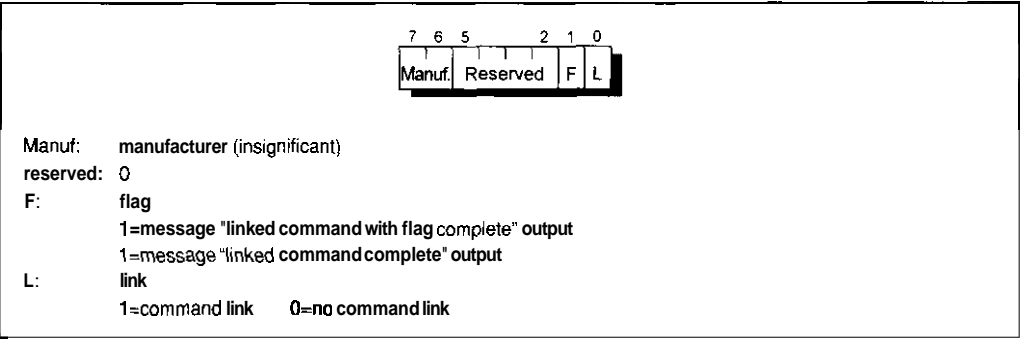 7 6 5 2 1 0
Manuf. Reserved F L
Manuf: manufacturer (insignificant)
reserved: 0
F: flag
1=message "linked command with flag complete" output
1=message "linked command complete" output
L: link
1=command link 0=no command link